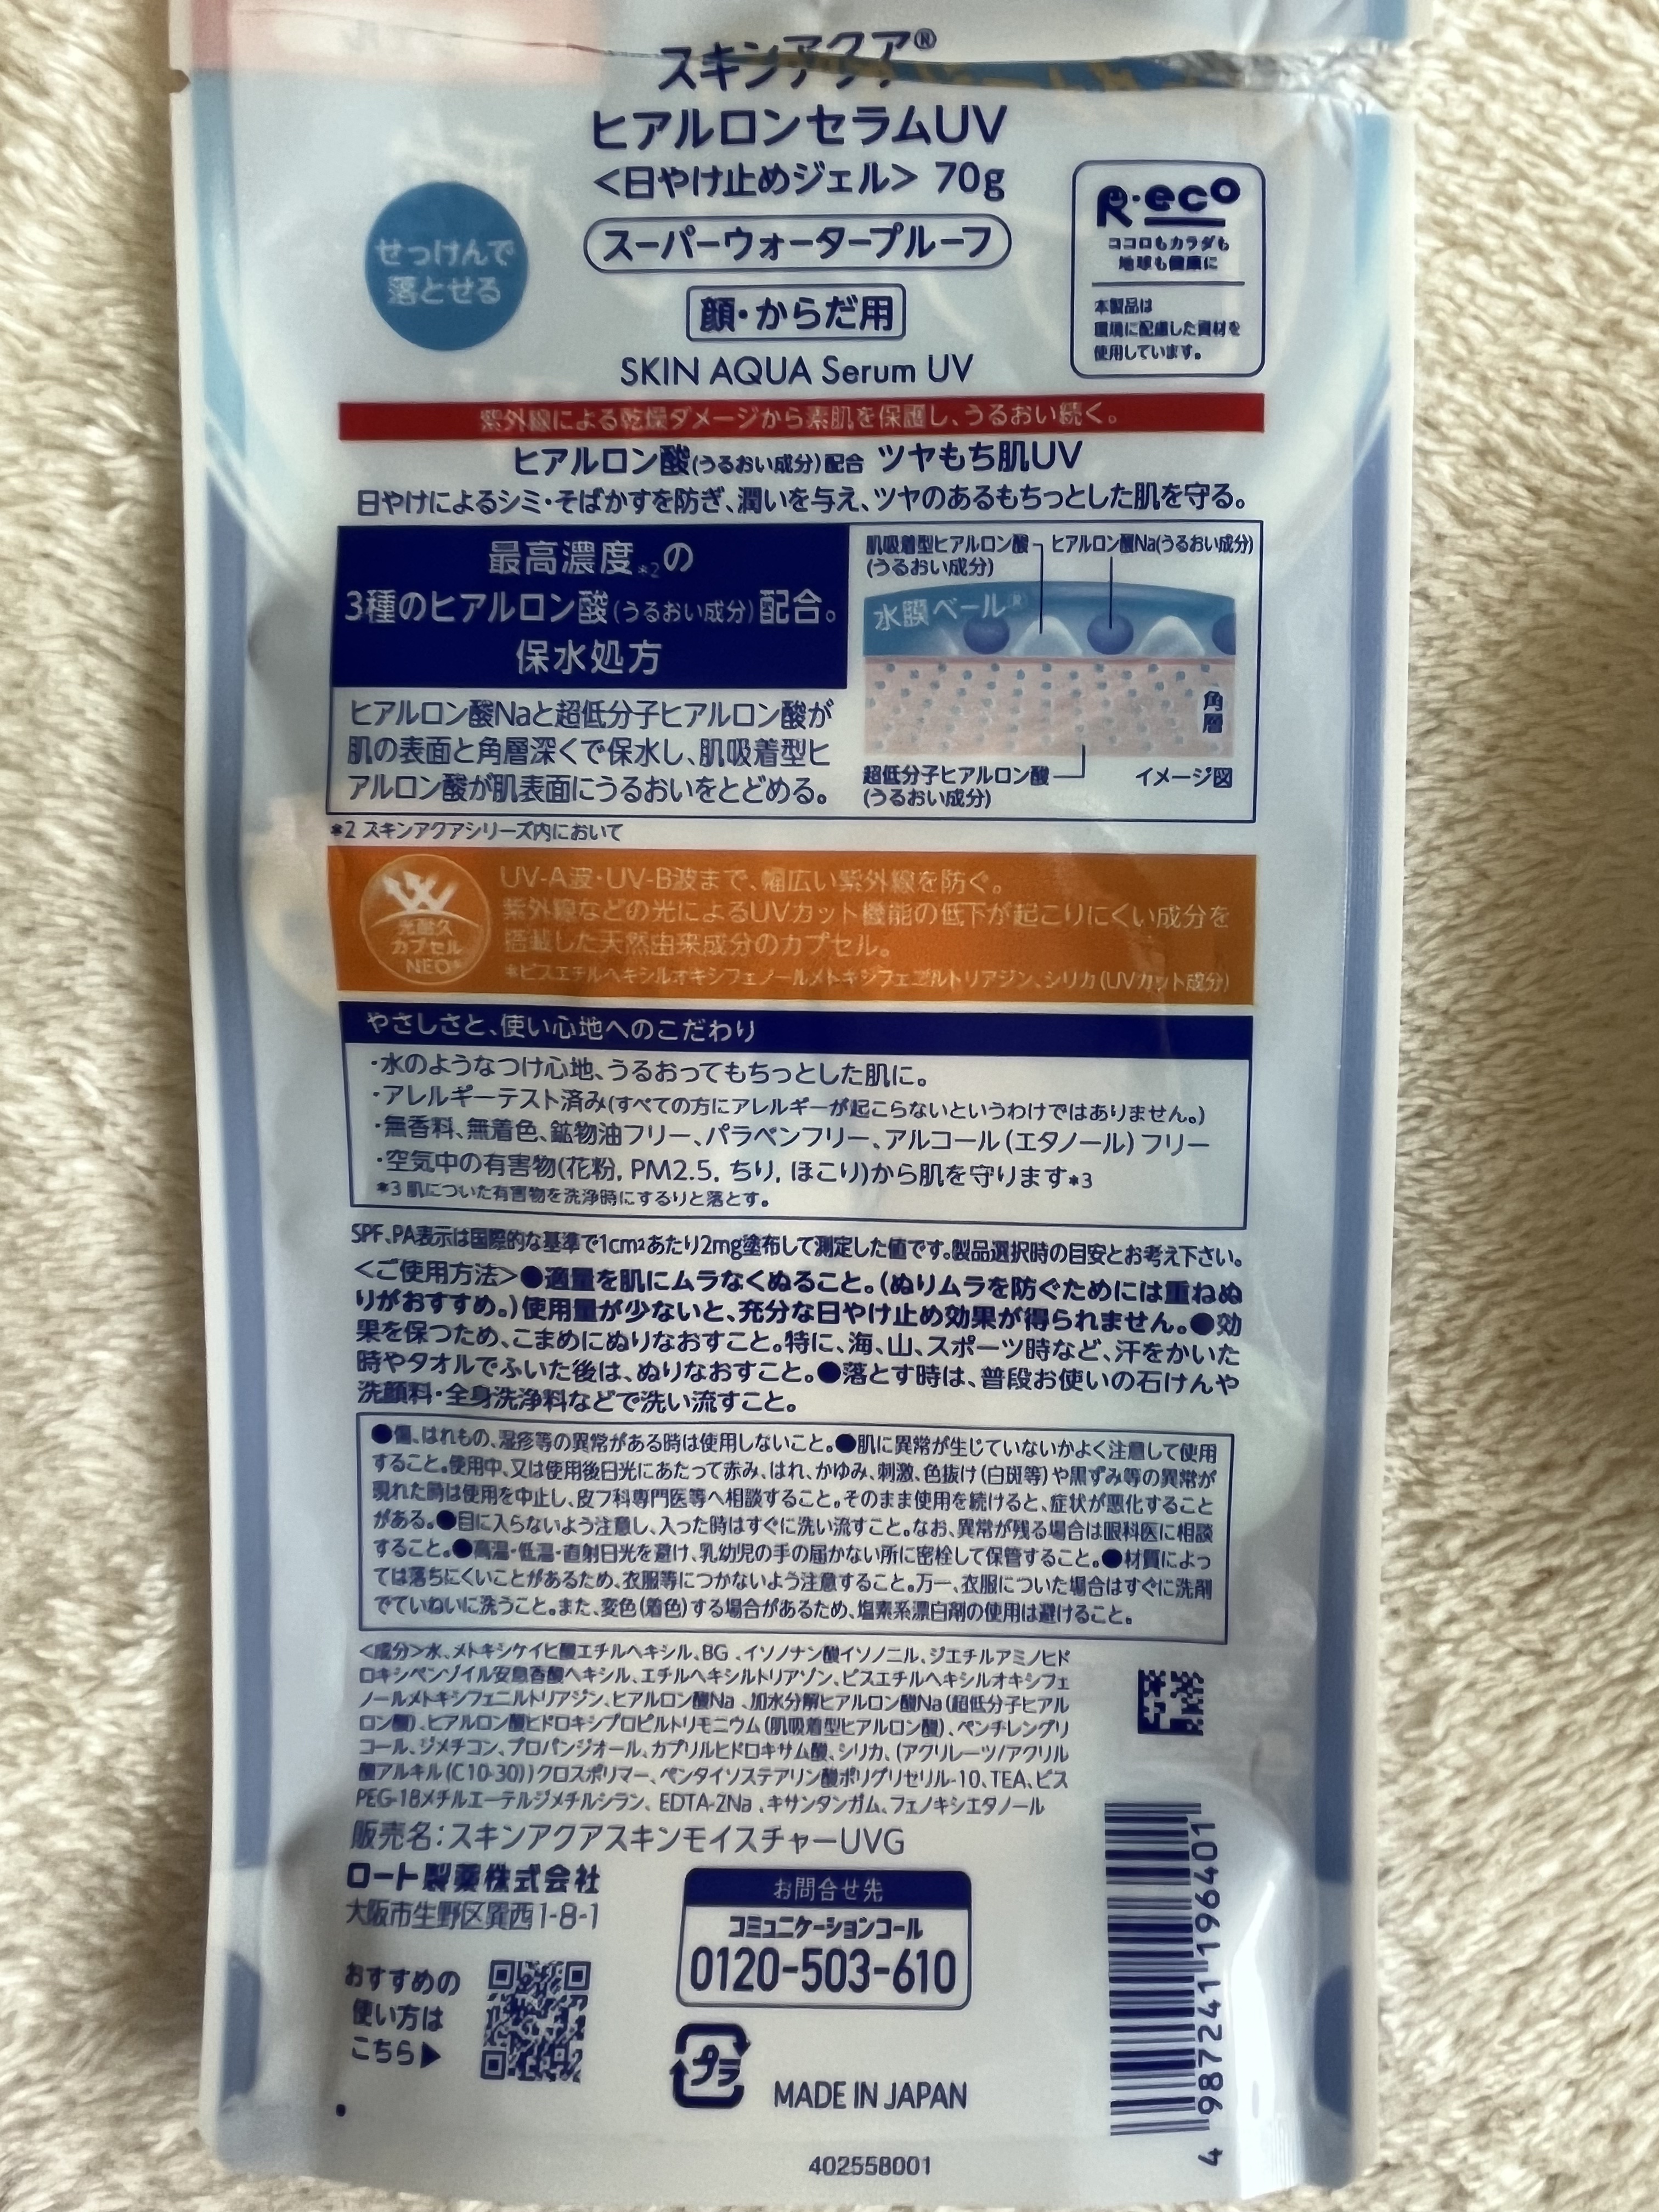 スキンアクア®
ヒアルロンセラムUV
＜日やけ止めジェル＞ 70g
スーパーウォータープルーフ
顔・からだ用
SKIN AQUA Serum UV
せっけんで
落とせる
R・eco
ココロもカラダも
地球も健康に
本製品は
環境に配慮した資材を
使用しています。
紫外線による乾燥ダメージから素肌を保護し、うるおい続く。
ヒアルロン酸(うるおい成分)配合 ツヤもち肌UV
日やけによるシミ・そばかすを防ぎ、潤いを与え、ツヤのあるもちっとした肌を守る。
最高濃度*2の
3種のヒアルロン酸(うるおい成分)配合。
保水処方
ヒアルロン酸Naと超低分子ヒアルロン酸が
肌の表面と角層深くで保水し、肌吸着型ヒ
アルロン酸が肌表面にうるおいをとどめる。
肌吸着型ヒアルロン酸
(うるおい成分)
ヒアルロン酸Na(うるおい成分)
水膜ベール®
角層
超低分子ヒアルロン酸
(うるおい成分)
イメージ図
*2 スキンアクアシリーズ内において
光耐久
カプセル
NEO*
UV-A波・UV-B波まで、幅広い紫外線を防ぐ。
紫外線などの光によるUVカット機能の低下が起こりにくい成分を
搭載した天然由来成分のカプセル。
*ビスエチルヘキシルオキシフェノールメトキシフェニルトリアジン、シリカ(UVカット成分)
やさしさと、使い心地へのこだわり
・水のようなつけ心地、うるおってもちっとした肌に。
・アレルギーテスト済み(すべての方にアレルギーが起こらないというわけではありません。)
・無香料、無着色、鉱物油フリー、パラベンフリー、アルコール(エタノール)フリー
・空気中の有害物(花粉, PM2.5, ちり, ほこり)から肌を守ります*3
*3 肌についた有害物を洗浄時にするりと落とす。
SPF、PA表示は国際的な基準で1cm²あたり2mg塗布して測定した値です。製品選択時の目安とお考え下さい。
＜ご使用方法＞●適量を肌にムラなくぬること。(ぬりムラを防ぐためには重ねぬ
りがおすすめ。)使用量が少ないと、充分な日やけ止め効果が得られません。●効
果を保つため、こまめにぬりなおすこと。特に、海、山、スポーツ時など、汗をかいた
時やタオルでふいた後は、ぬりなおすこと。●落とす時は、普段お使いの石けんや
洗顔料・全身洗浄料などで洗い流すこと。
●傷、はれもの、湿疹等の異常がある時は使用しないこと。●肌に異常が生じていないかよく注意して使用
すること。使用中、又は使用後日光にあたって赤み、はれ、かゆみ、刺激、色抜け(白斑等)や黒ずみ等の異常が
現れた時は使用を中止し、皮フ科専門医等へ相談すること。そのまま使用を続けると、症状が悪化すること
がある。●目に入らないよう注意し、入った時はすぐに洗い流すこと。なお、異常が残る場合は眼科医に相談
すること。●高温・低温・直射日光を避け、乳幼児の手の届かない所に密栓して保管すること。●材質によっ
ては落ちにくいことがあるため、衣服等につかないよう注意すること。万一、衣服についた場合はすぐに洗剤
でていねいに洗うこと。また、変色(着色)する場合があるため、塩素系漂白剤の使用は避けること。
＜成分＞水、メトキシケイヒ酸エチルヘキシル、BG、イソノナン酸イソノニル、ジエチルアミノヒド
ロキシベンゾイル安息香酸ヘキシル、エチルヘキシルトリアゾン、ビスエチルヘキシルオキシフェ
ノールメトキシフェニルトリアジン、ヒアルロン酸Na、加水分解ヒアルロン酸Na(超低分子ヒアル
ロン酸)、ヒアルロン酸ヒドロキシプロピルトリモニウム(肌吸着型ヒアルロン酸)、ペンチレングリ
コール、ジメチコン、プロパンジオール、カプリルヒドロキサム酸、シリカ、(アクリレーツ/アクリル
酸アルキル(C10-30))クロスポリマー、ペンタイソステアリン酸ポリグリセリル-10、TEA、ビス
PEG-18メチルエーテルジメチルシラン、EDTA-2Na、キサンタンガム、フェノキシエタノール
販売名：スキンアクアスキンモイスチャーUVG
ロート製薬株式会社
大阪市生野区巽西1-8-1
おすすめの
使い方は
こちら▶
お問合せ先
コミュニケーションコール
0120-503-610
プラ
MADE IN JAPAN
4 987241 196401
402558001